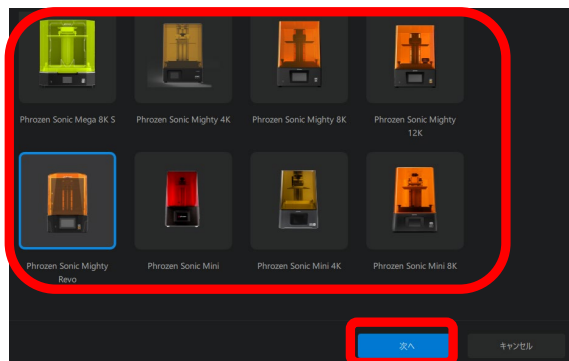 Phrozen Sonic Mega 8K S
Phrozen Sonic Mighty 4K
Phrozen Sonic Mighty 8K
Phrozen Sonic Mighty
12K
Phrozen Sonic Mighty
Revo
Phrozen Sonic Mini
Phrozen Sonic Mini 4K
Phrozen Sonic Mini 8K
次へ
キャンセル